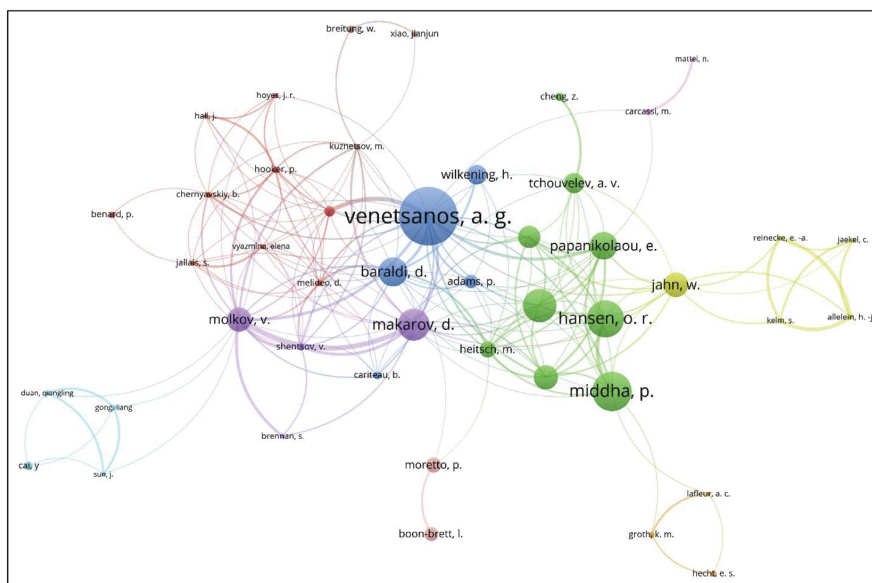 breitung, w.
xiao, jianjun
mattei, n.
hoyes, j. r.
cheng, z.
hall, j.
carcassi, m.
kuznetsov, m.
hooker, p.
wilkening, h.
tchouvelev, a. v.
chernyavskiy, b.
benard, p.
venetsanos, a. g.
reinecke, e. -a.
jaekel, c.
vyazmina, elena
papanikolaou, e.
jallais, s.
baraldi, d.
melideo, d.
adams, p.
jahn, w.
molkov, v.
makarov, d.
hansen, o. r.
kelm, s.
allelein, h. -j
shentsov, v.
heitsch, m.
cariteau, b.
duan, qiangling
middha, p.
gong, liang
brennan, s.
cai, y
sun, j.
moretto, p.
lafleur, a. c.
boon-brett, l.
groth, k. m.
hecht, e. s.